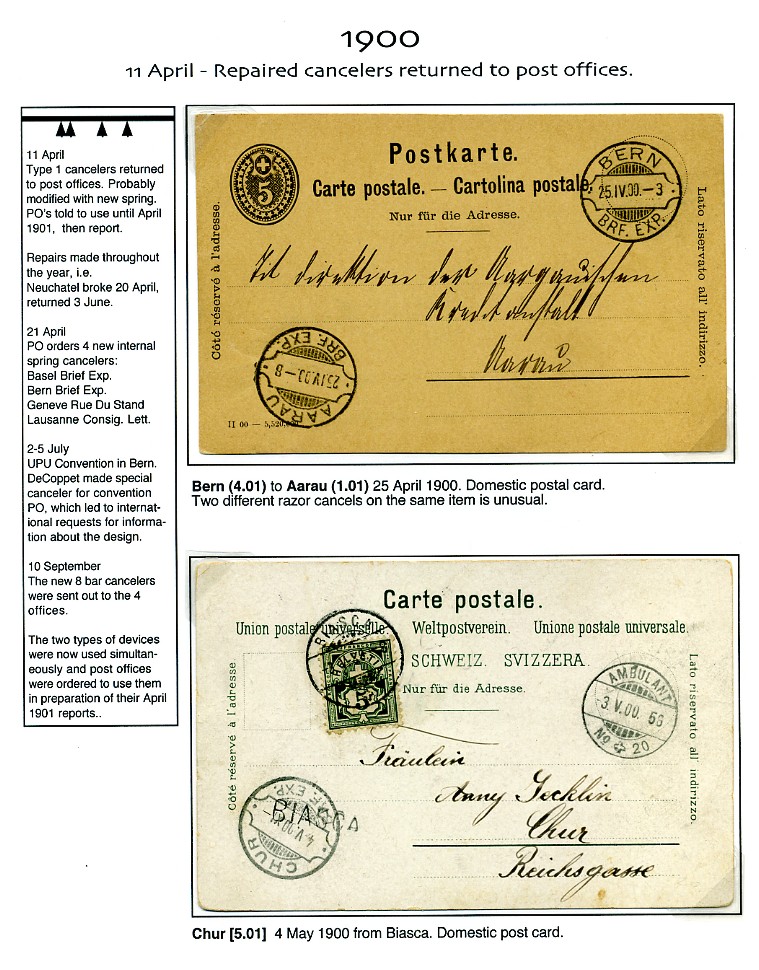 1900
11 April - Repaired cancelers returned to post offices.
11 April
Type 1 cancelers returned
to post offices. Probably
modified with new spring.
PO's told to use until April
1901, then report.
Repairs made throughout
the year, i.e.
Neuchatel broke 20 April,
returned 3 June.
21 April
PO orders 4 new internal
spring cancelers:
Basel Brief Exp.
Bern Brief Exp.
Geneve Rue Du Stand
Lausanne Consig. Lett.
2-5 July
UPU Convention in Bern.
DeCoppet made special
canceler for convention
PO, which led to internat-
ional requests for informa-
tion about the design.
10 September
The new 8 bar cancelers
were sent out to the 4
offices.
The two types of devices
were now used simultan-
eously and post offices
were ordered to use them
in preparation of their April
1901 reports..
Postkarte.
Carte postale. — Cartolina postale.
Nur für die Adresse.
5
BERN
25.IV.00.-3
BRF. EXP.
Côté réservé à l'adresse.
Lato riservato all' indirizzo.
Tit Direktion der Aargauischen
Kreditanstalt
Aarau
BRF. EXP.
25.IV.00-8
AARAU
II 00 — 5,520,000
Bern (4.01) to Aarau (1.01) 25 April 1900. Domestic postal card.
Two different razor cancels on the same item is unusual.
Carte postale.
Union postale universelle. Weltpostverein. Unione postale universale.
SCHWEIZ. SVIZZERA.
Nur für die Adresse.
BIASCA
HELVETIA
5
AMBULANT
3.V.00. 56
No 20
Côté réservé à l'adresse
Lato riservato all' indirizzo.
Fräulein
Anny Jecklin
Chur
Reichsgasse
BRF. EXP.
BIASCA
4.V.00
CHUR
Chur [5.01] 4 May 1900 from Biasca. Domestic post card.